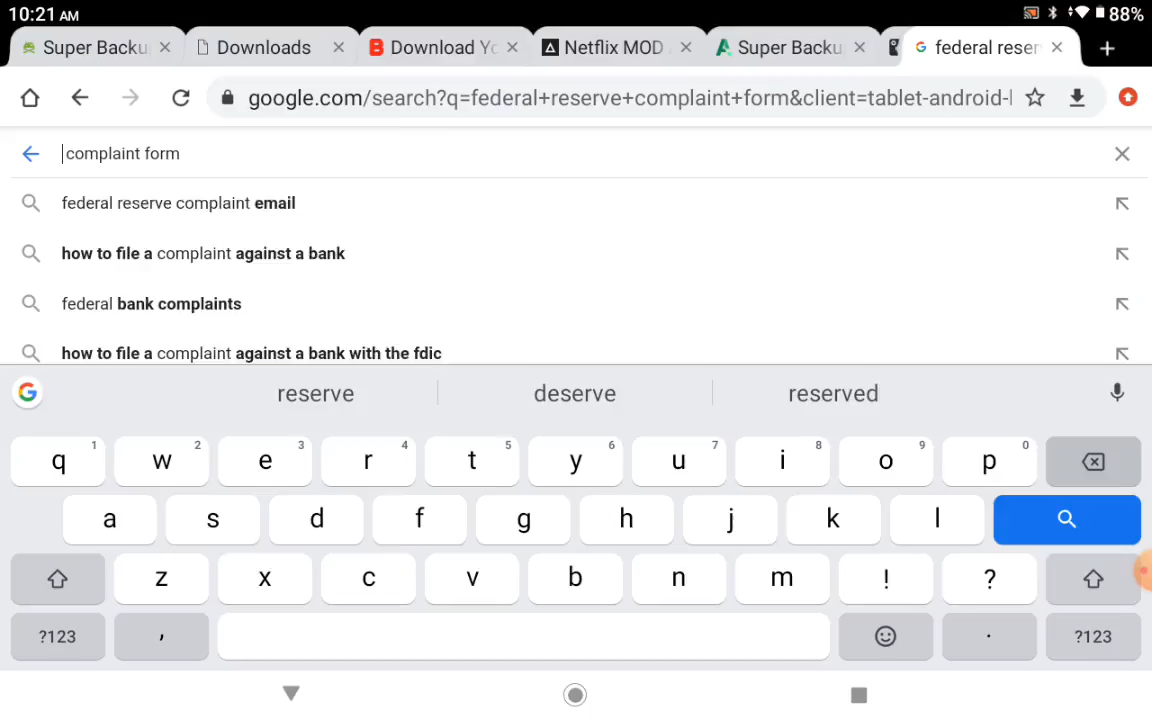 10:21 AM 88%
Super Backu Downloads Download Yo Netflix MOD Super Backu federal reser
google.com/search?q=federal+reserve+complaint+form&client=tablet-android-l
complaint form
federal reserve complaint email
how to file a complaint against a bank
federal bank complaints
how to file a complaint against a bank with the fdic
reserve deserve reserved
q 1 w 2 e 3 r 4 t 5 y 6 u 7 i 8 o 9 p 0
a s d f g h j k l
z x c v b n m ! ?
?123 , . ?123